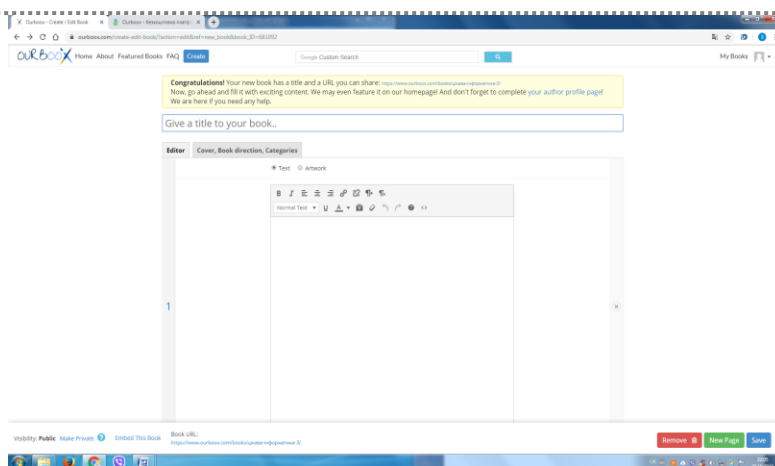 Ourboox - Create / Edit Book
ourboox.com/create-edit-book/?action=edit&ref=new_book&book_ID=681092
OURBOOX Home About Featured Books FAQ Create Google Custom Search My Books
Congratulations! Your new book has a title and a URL you can share:
Now, go ahead and fill it with exciting content. We may even feature it on our homepage! And don't forget to complete your author profile page!
We are here if you need any help.
Give a title to your book..
Editor Cover, Book direction, Categories
Text Artwork
B I
Normal Text U A
1
Visibility: Public Make Private Embed This Book
Book URL:
Remove New Page Save